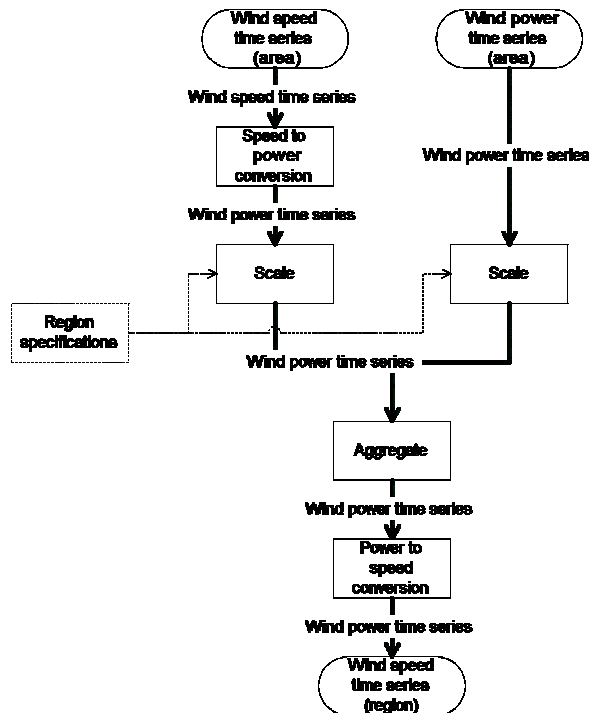 Wind speed
time series
(area)
Wind power
time series
(area)
Wind speed time series
Speed to
power
conversion
Wind power time series
Wind power time series
Scale
Scale
Region
specifications
Wind power time series
Aggregate
Wind power time series
Power to
speed
conversion
Wind power time series
Wind speed
time series
(region)